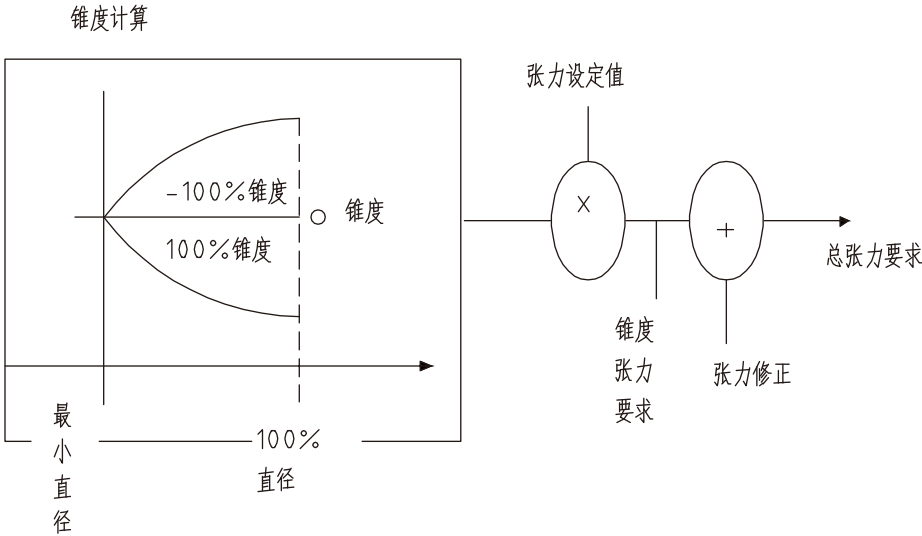 锥度计算
张力设定值
-100%锥度
锥度
100%锥度
×
+
总张力要求
锥度
张力
要求
张力修正
最
小
直
径
100%
直径